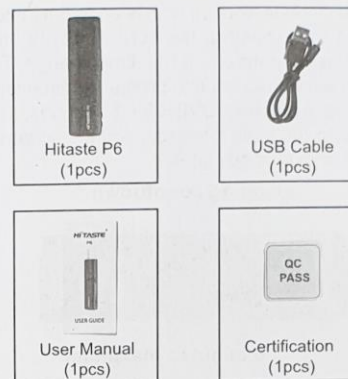 Hitaste P6
(1pcs)
USB Cable
(1pcs)
HITASTE
P6
USER GUIDE
User Manual
(1pcs)
QC
PASS
Certification
(1pcs)